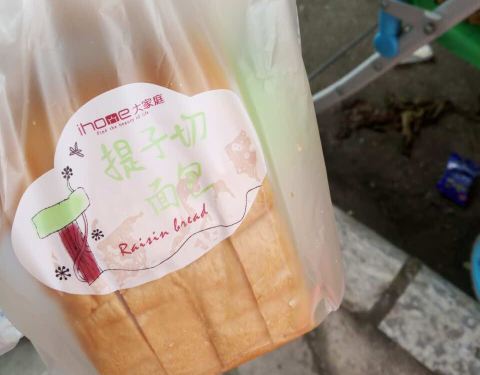 ihome大家庭
Find the beauty of life
提子切
面包
Raisin bread